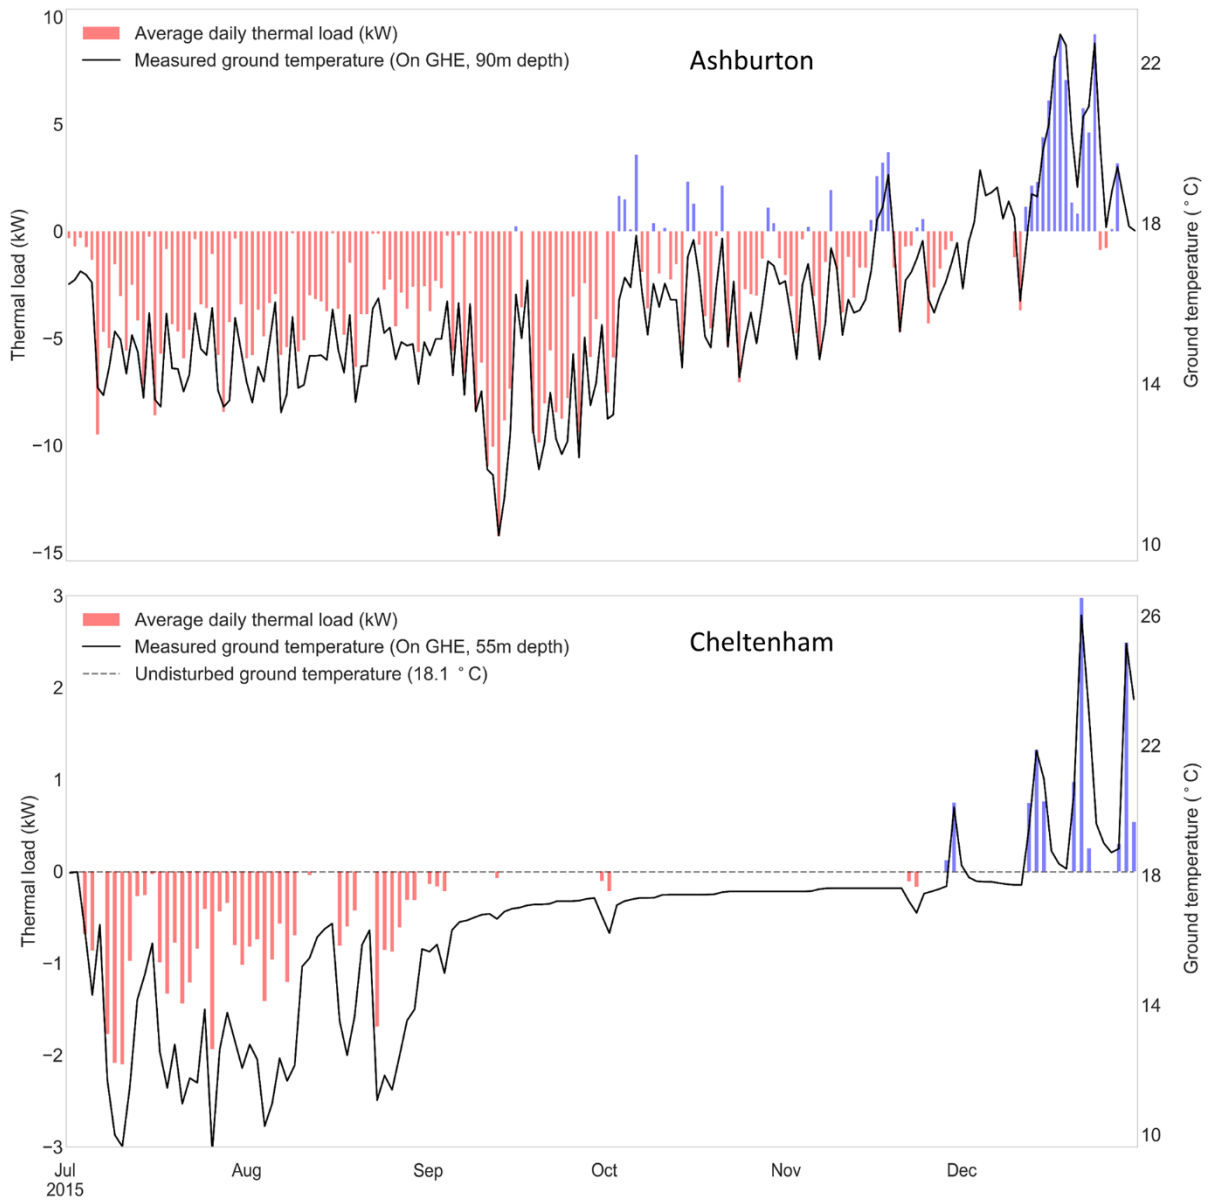 Average daily thermal load (kW)
Measured ground temperature (On GHE, 90m depth)
Ashburton
Thermal load (kW)
10
5
0
−5
−10
−15
22
18
14
10
Ground temperature ( ° C)
Average daily thermal load (kW)
Measured ground temperature (On GHE, 55m depth)
Undisturbed ground temperature (18.1 ° C)
Cheltenham
Thermal load (kW)
3
2
1
0
−1
−2
−3
26
22
18
14
10
Ground temperature ( ° C)
Jul Aug Sep Oct Nov Dec
2015